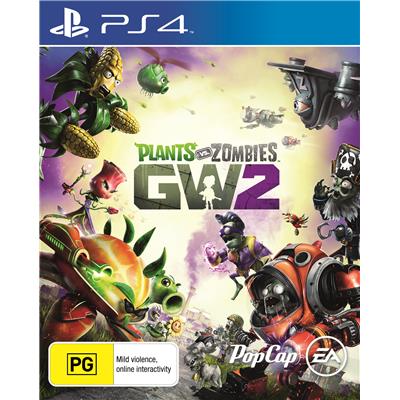 PS4
PLANTS vs. ZOMBIES
GW2
PG
Mild violence,
online interactivity
PopCap
EA